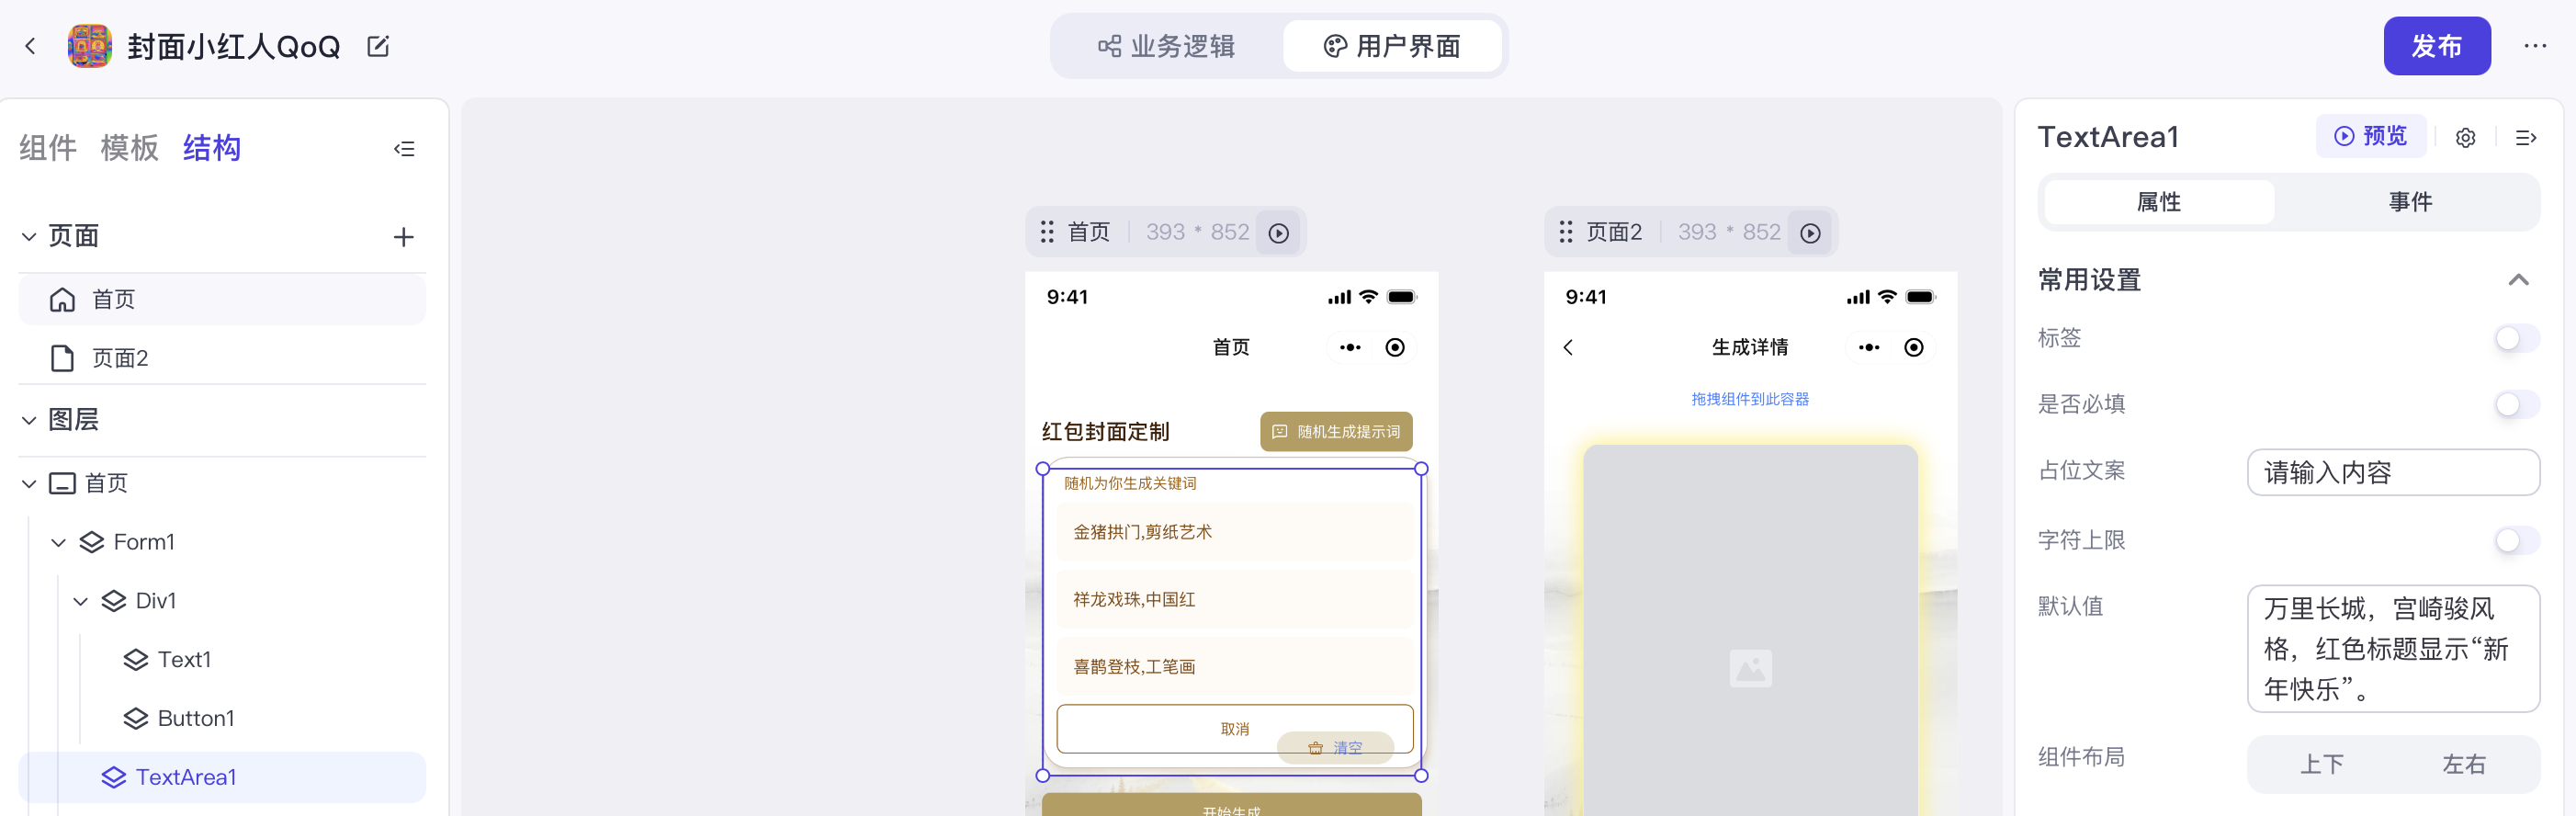 封面小红人QoQ
业务逻辑
用户界面
发布
组件 模板 结构
页面
首页
页面2
图层
首页
Form1
Div1
Text1
Button1
TextArea1
首页 393 * 852
9:41
首页
红包封面定制
随机生成提示词
随机为你生成关键词
金猪拱门,剪纸艺术
祥龙戏珠,中国红
喜鹊登枝,工笔画
取消
清空
开始生成
页面2 393 * 852
9:41
生成详情
拖拽组件到此容器
TextArea1
预览
属性
事件
常用设置
标签
是否必填
占位文案
请输入内容
字符上限
默认值
万里长城，宫崎骏风
格，红色标题显示“新
年快乐”。
组件布局
上下
左右